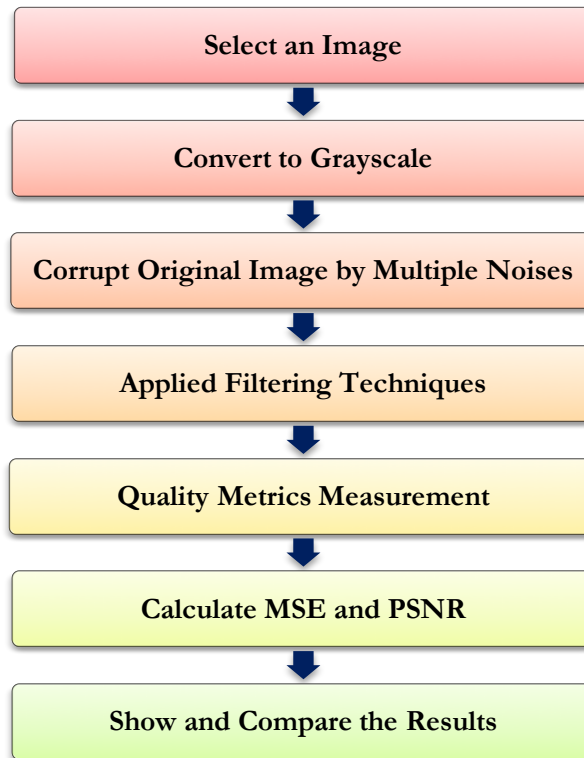 Select an Image
Convert to Grayscale
Corrupt Original Image by Multiple Noises
Applied Filtering Techniques
Quality Metrics Measurement
Calculate MSE and PSNR
Show and Compare the Results